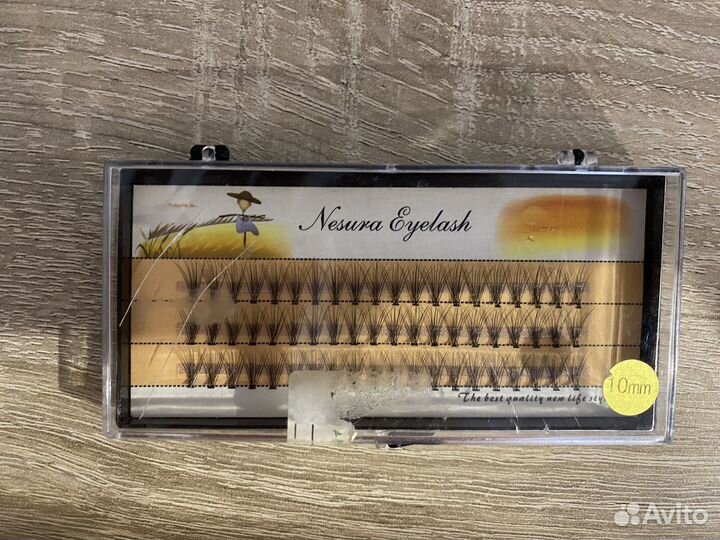 Nesura Eyelash
The best quality new life sty
10mm
Avito